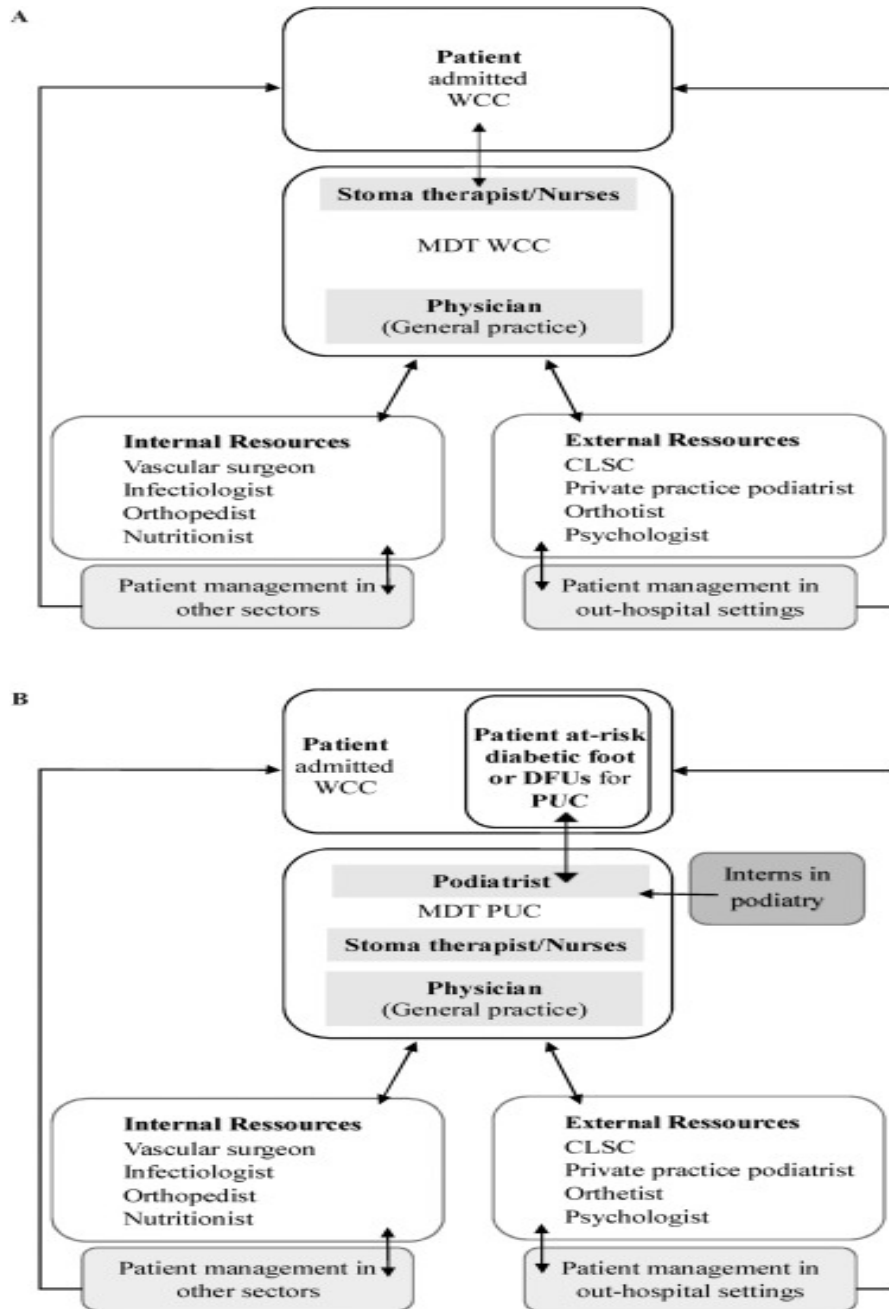 A
Patient
admitted
WCC
Stoma therapist/Nurses
MDT WCC
Physician
(General practice)
Internal Ressources
Vascular surgeon
Infectiologist
Orthopedist
Nutritionist
Patient management in
other sectors
External Ressources
CLSC
Private practice podiatrist
Orthotist
Psychologist
Patient management in
out-hospital settings
B
Patient
admitted
WCC
Patient at-risk
diabetic foot
or DFUs for
PUC
Podiatrist
MDT PUC
Stoma therapist/Nurses
Physician
(General practice)
Interns in
podiatry
Internal Ressources
Vascular surgeon
Infectiologist
Orthopedist
Nutritionist
Patient management in
other sectors
External Ressources
CLSC
Private practice podiatrist
Orthetist
Psychologist
Patient management in
out-hospital settings